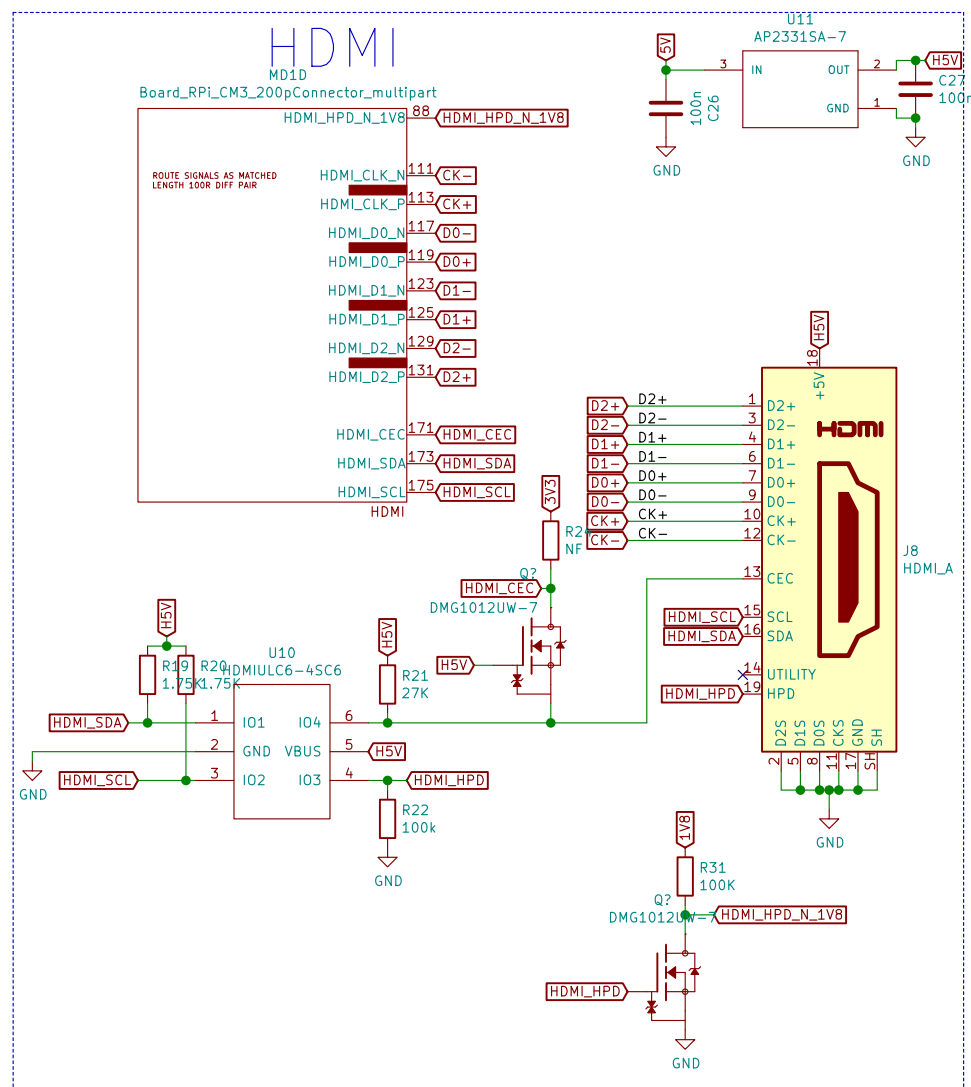 HDMI
MD1D
Board_RPi_CM3_200pConnector_multipart
HDMI_HPD_N_1V8 88 HDMI_HPD_N_1V8
ROUTE SIGNALS AS MATCHED
LENGTH 100R DIFF PAIR
HDMI_CLK_N 111 CK-
HDMI_CLK_P 113 CK+
HDMI_D0_N 117 D0-
HDMI_D0_P 119 D0+
HDMI_D1_N 123 D1-
HDMI_D1_P 125 D1+
HDMI_D2_N 129 D2-
HDMI_D2_P 131 D2+
HDMI_CEC 171 HDMI_CEC
HDMI_SDA 173 HDMI_SDA
HDMI_SCL 175 HDMI_SCL
HDMI
U11
AP2331SA-7
5V
3 IN
OUT 2
H5V
GND 1
100n
C26
GND
C27
100n
GND
H5V
18
+5V
D2+ D2+ 1 D2+
D2- D2- 3 D2-
D1+ D1+ 4 D1+
D1- D1- 6 D1-
D0+ D0+ 7 D0+
D0- D0- 9 D0-
CK+ CK+ 10 CK+
CK- CK- 12 CK-
13 CEC
HDMI_SCL 15 SCL
HDMI_SDA 16 SDA
14 UTILITY
HDMI_HPD 19 HPD
HDMI
J8
HDMI_A
D2S
D1S
D0S
CKS
GND
SH
2
5
8
11
17
SH
GND
3V3
R24
NF
Q?
HDMI_CEC
DMG1012UW-7
H5V
H5V
R19
1.75K
R20
1.75K
U10
HDMIULC6-4SC6
H5V
R21
27K
HDMI_SDA 1 IO1
IO4 6
2 GND
VBUS 5 H5V
HDMI_SCL 3 IO2
IO3 4 HDMI_HPD
GND
R22
100k
GND
1V8
R31
100K
Q?
DMG1012UW-7
HDMI_HPD_N_1V8
HDMI_HPD
GND